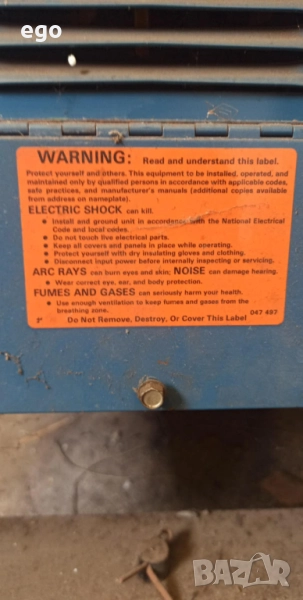 ego
WARNING: Read and understand this label.
Protect yourself and others. This equipment to be installed, operated, and
maintained only by qualified persons in accordance with applicable codes,
safe practices, and manufacturer's manuals (additional copies available
from address on nameplate).
ELECTRIC SHOCK can kill.
• Install and ground unit in accordance with the National Electrical
Code and local codes.
• Do not touch live electrical parts.
• Keep all covers and panels in place while operating.
• Protect yourself with dry insulating gloves and clothing.
• Disconnect input power before internally inspecting or servicing.
ARC RAYS can burn eyes and skin; NOISE can damage hearing.
• Wear correct eye, ear, and body protection.
FUMES AND GASES can seriously harm your health.
• Use enough ventilation to keep fumes and gases from the
breathing zone. 047 497
Do Not Remove, Destroy, Or Cover This Label
BAZAR